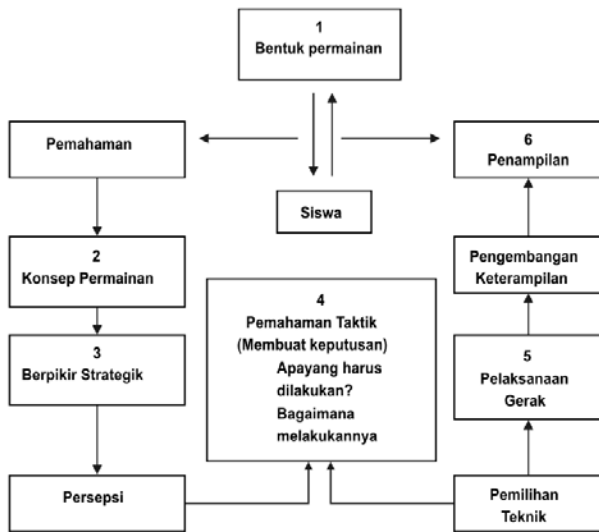 1
Bentuk permainan
Pemahaman
6
Penampilan
Siswa
2
Konsep Permainan
Pengembangan
Keterampilan
4
Pemahaman Taktik
(Membuat keputusan)
Apayang harus
dilakukan?
Bagaimana
melakukannya
3
Berpikir Strategik
5
Pelaksanaan
Gerak
Persepsi
Pemilihan
Teknik